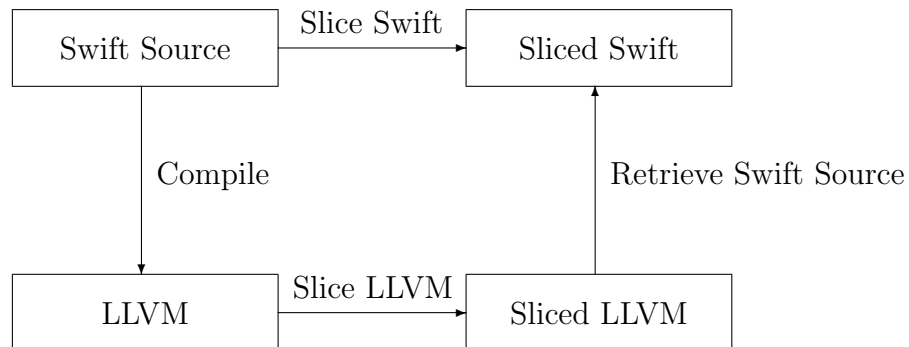 Slice Swift
Swift Source
Sliced Swift
Compile
Retrieve Swift Source
Slice LLVM
LLVM
Sliced LLVM